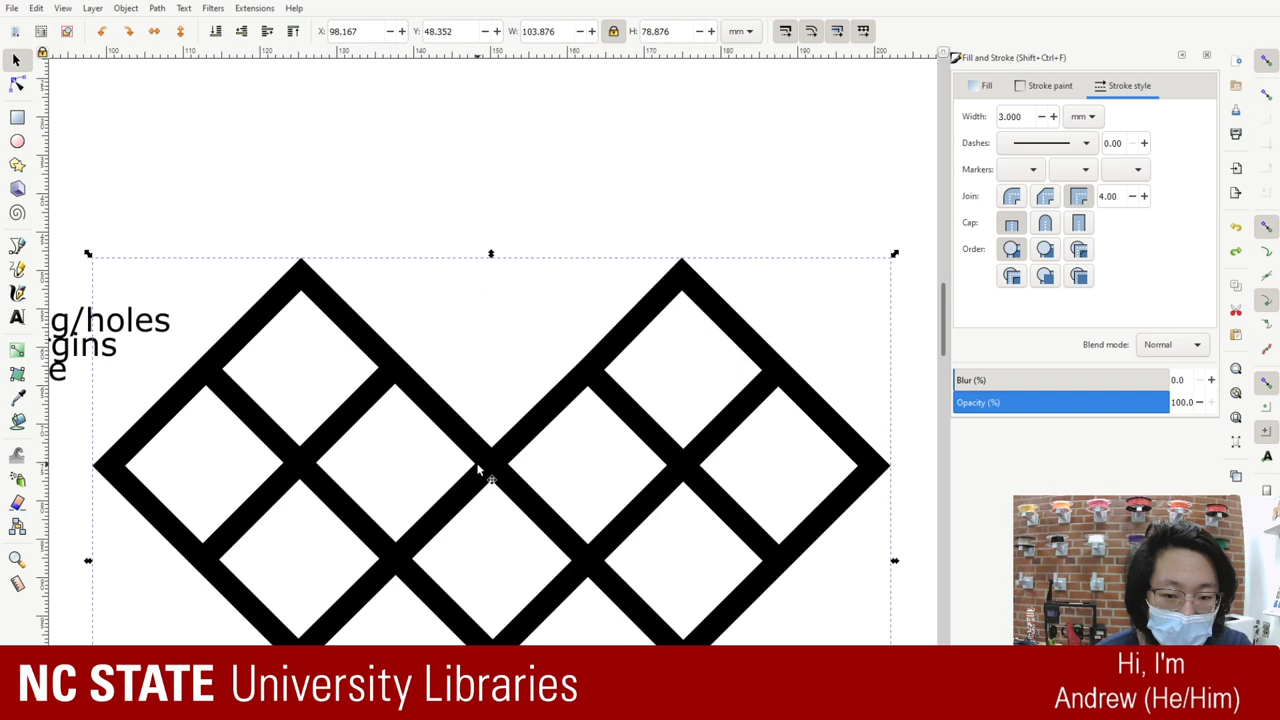 File Edit View Layer Object Path Text Filters Extensions Help
X: 98.167 Y: 48.352 W: 103.876 H: 78.876 mm
Fill and Stroke (Shift+Ctrl+F)
Fill Stroke paint Stroke style
Width: 3.000 mm
Dashes: 0.00
Markers:
Join: 4.00
Cap:
Order:
g/holes
gins
e
Blend mode: Normal
Blur (%) 0.0
Opacity (%) 100.0
NC STATE University Libraries
Hi, I'm
Andrew (He/Him)